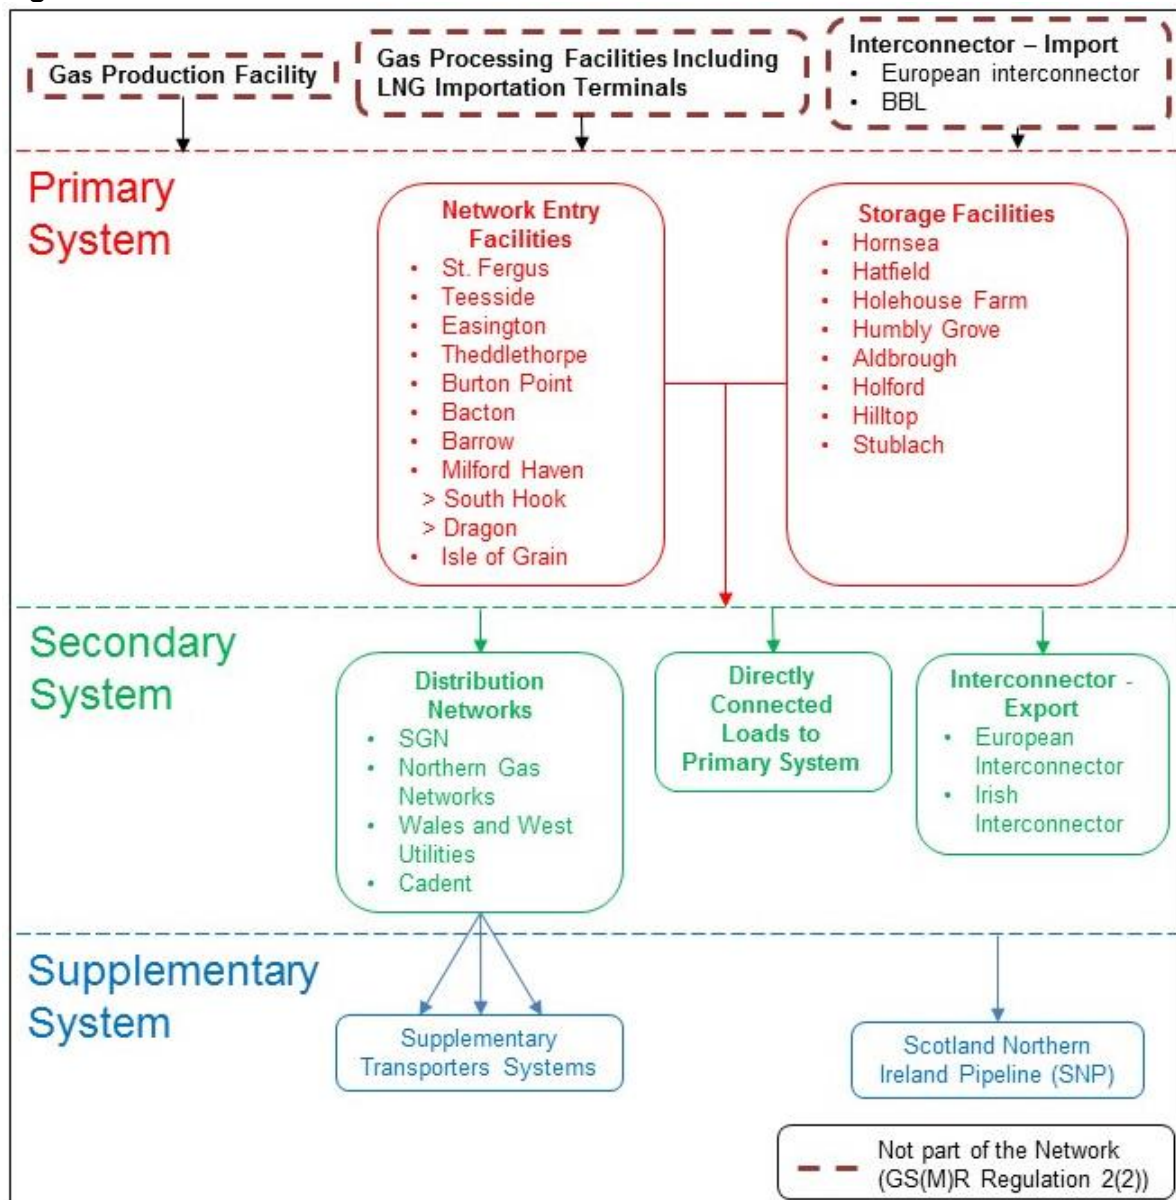 Gas Production Facility
Gas Processing Facilities Including
LNG Importation Terminals
Interconnector – Import
• European interconnector
• BBL
Primary
System
Network Entry
Facilities
• St. Fergus
• Teesside
• Easington
• Theddlethorpe
• Burton Point
• Bacton
• Barrow
• Milford Haven
> South Hook
> Dragon
• Isle of Grain
Storage Facilities
• Hornsea
• Hatfield
• Holehouse Farm
• Humbly Grove
• Aldbrough
• Holford
• Hilltop
• Stublach
Secondary
System
Distribution
Networks
• SGN
• Northern Gas
Networks
• Wales and West
Utilities
• Cadent
Directly
Connected
Loads to
Primary System
Interconnector -
Export
• European
Interconnector
• Irish
Interconnector
Supplementary
System
Supplementary
Transporters Systems
Scotland Northern
Ireland Pipeline (SNP)
Not part of the Network
(GS(M)R Regulation 2(2))